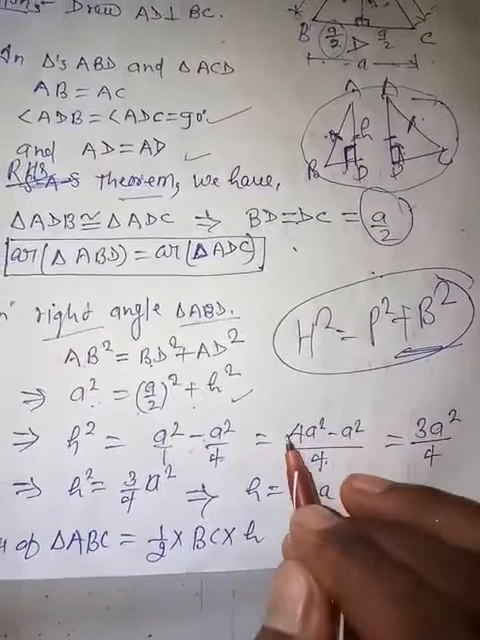 Draw AD⊥ BC.
B a/2 D a/2 C
a
In Δ's ABD and ΔACD
AB = AC
<ADB = <ADC = 90°
and AD = AD
RHS Theorem, we have,
ΔADB ≅ ΔADC ⇒ BD = DC = a/2
ar(ΔABD) = ar(ΔADC)
A A
h
B D D C
right angle ΔABD.
H² = P² + B²
AB² = BD² + AD²
⇒ a² = (a/2)² + h²
⇒ h² = a²/1 - a²/4 = 4a² - a²/4 = 3a²/4
⇒ h² = 3/4 a² ⇒ h = a
of ΔABC = 1/2 × BC × h